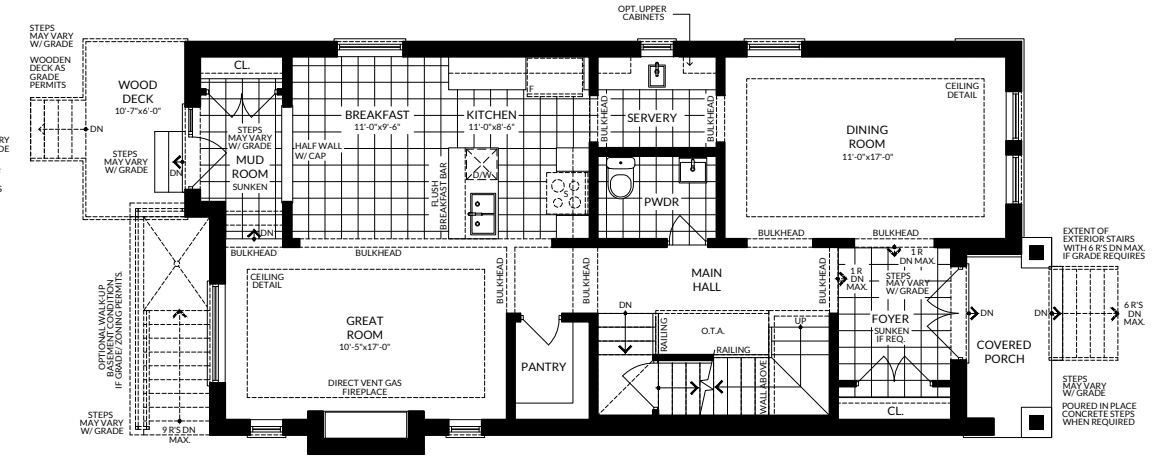 OPT. UPPER
CABINETS
STEPS
MAY VARY
W/ GRADE
WOODEN
DECK AS
GRADE
PERMITS
WOOD
DECK
10'-7"x6'-0"
DN
STEPS
MAY VARY
W/ GRADE
DN
CL.
STEPS
MAY VARY
W/ GRADE
MUD
ROOM
SUNKEN
DN
BREAKFAST
11'-0"x9'-6"
HALF WALL
W/ CAP
KITCHEN
11'-0"x8'-6"
F
D/W
S
FLUSH
BREAKFAST BAR
BULKHEAD
SERVERY
BULKHEAD
PWDR
CEILING
DETAIL
DINING
ROOM
11'-0"x17'-0"
BULKHEAD
BULKHEAD
BULKHEAD
BULKHEAD
CEILING
DETAIL
GREAT
ROOM
10'-5"x17'-0"
DIRECT VENT GAS
FIREPLACE
BULKHEAD
BULKHEAD
PANTRY
MAIN
HALL
DN
RAILING
O.T.A.
RAILING
UP
WALL ABOVE
BULKHEAD
1 R
DN
MAX.
1 R
DN MAX.
STEPS
MAY VARY
W/ GRADE
FOYER
SUNKEN
IF REQ.
CL.
DN
COVERED
PORCH
DN
EXTENT OF
EXTERIOR STAIRS
WITH 6 R'S DN MAX.
IF GRADE REQUIRES
6 R'S
DN
MAX.
STEPS
MAY VARY
W/ GRADE
POURED IN PLACE
CONCRETE STEPS
WHEN REQUIRED
OPTIONAL WALK-UP
BASEMENT CONDITION.
IF GRADE/ ZONING PERMITS.
STEPS
MAY VARY
W/ GRADE
9 R'S DN
MAX.